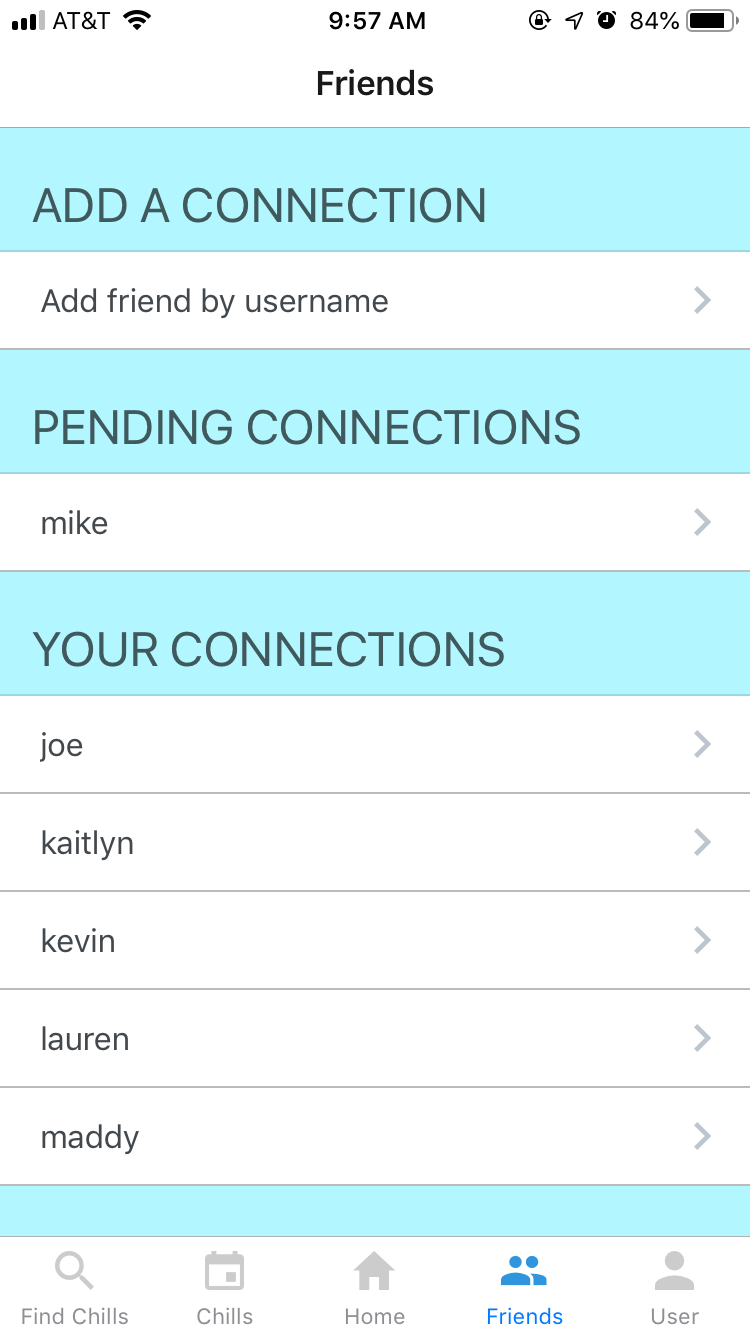 AT&T 9:57 AM 84%
Friends
ADD A CONNECTION
Add friend by username
PENDING CONNECTIONS
mike
YOUR CONNECTIONS
joe
kaitlyn
kevin
lauren
maddy
Find Chills Chills Home Friends User